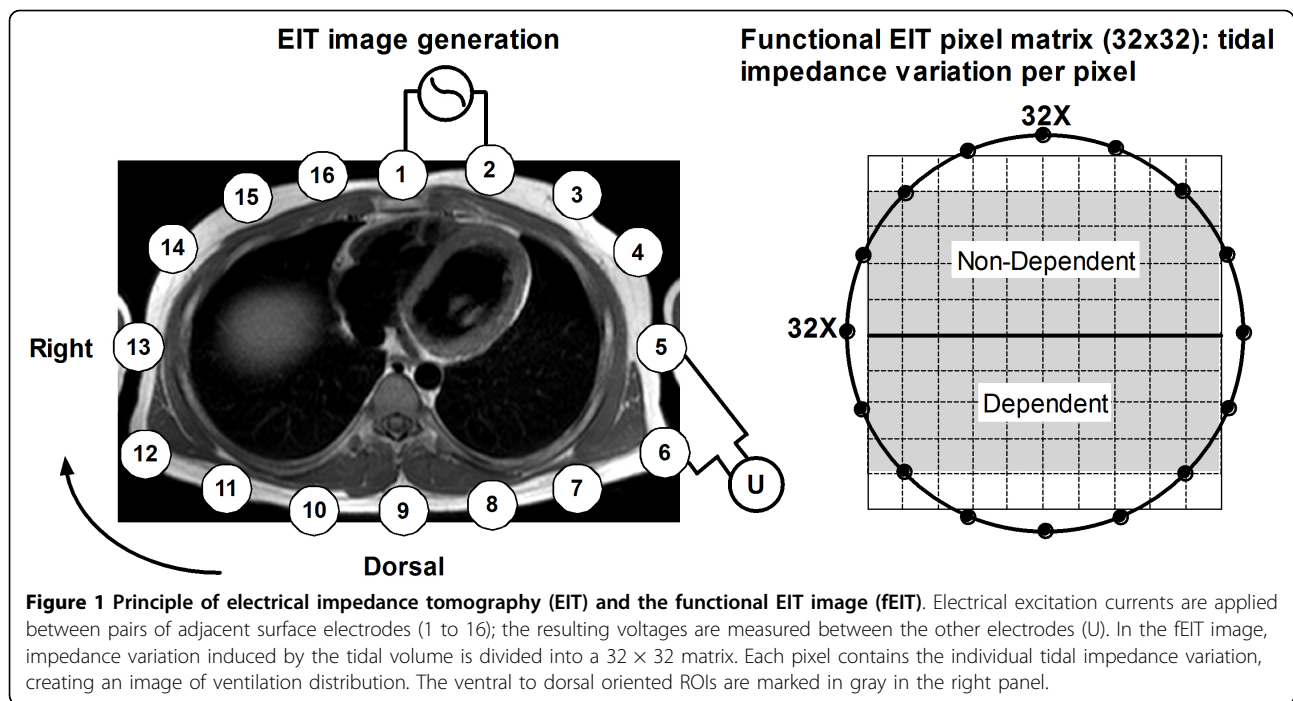 EIT image generation
Functional EIT pixel matrix (32x32): tidal
impedance variation per pixel
1
2
3
4
5
6
7
8
9
10
11
12
13
14
15
16
Right
U
Dorsal
32X
32X
Non-Dependent
Dependent
Figure 1 Principle of electrical impedance tomography (EIT) and the functional EIT image (fEIT). Electrical excitation currents are applied
between pairs of adjacent surface electrodes (1 to 16); the resulting voltages are measured between the other electrodes (U). In the fEIT image,
impedance variation induced by the tidal volume is divided into a 32 × 32 matrix. Each pixel contains the individual tidal impedance variation,
creating an image of ventilation distribution. The ventral to dorsal oriented ROIs are marked in gray in the right panel.